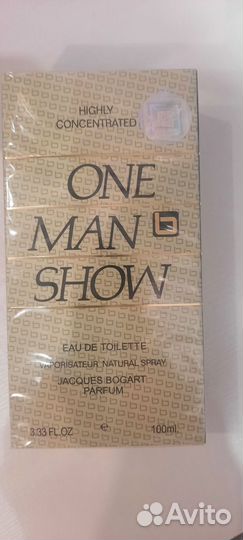 HIGHLY
CONCENTRATED
ONE
MAN
SHOW
EAU DE TOILETTE
VAPORISATEUR NATURAL SPRAY
JACQUES BOGART
PARFUM
3.33 FL.OZ e 100ml
Avito